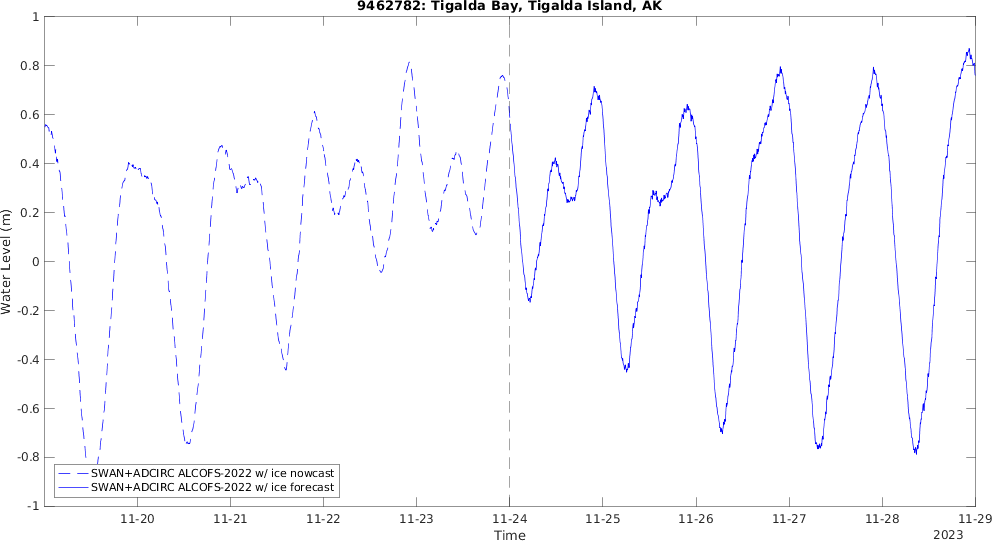 9462782: Tigalda Bay, Tigalda Island, AK
Water Level (m)
1
0.8
0.6
0.4
0.2
0
-0.2
-0.4
-0.6
-0.8
-1
SWAN+ADCIRC ALCOFS-2022 w/ ice nowcast
SWAN+ADCIRC ALCOFS-2022 w/ ice forecast
11-20 11-21 11-22 11-23 11-24 11-25 11-26 11-27 11-28 11-29
Time
2023